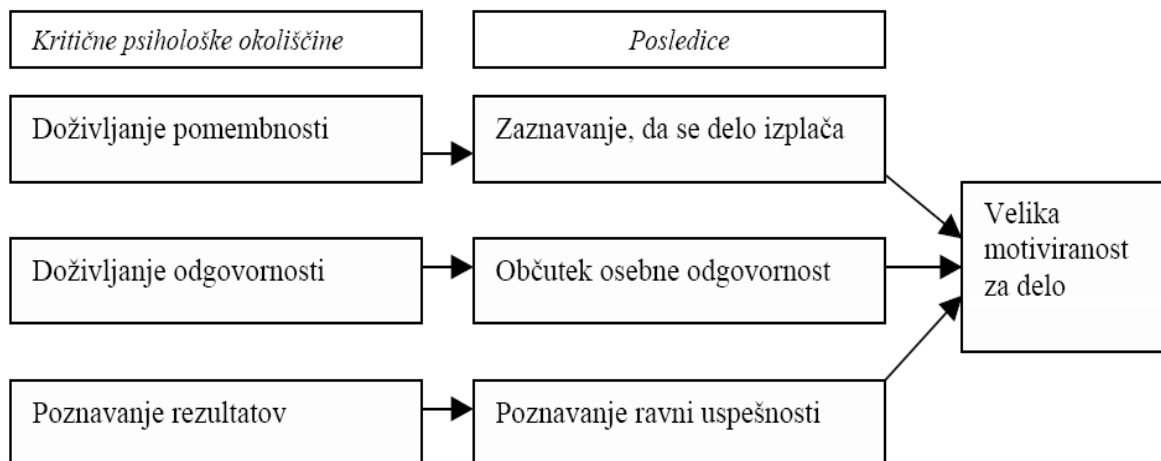 Kritične psihološke okoliščine
Posledice
Doživljanje pomembnosti
Zaznavanje, da se delo izplača
Doživljanje odgovornosti
Občutek osebne odgovornost
Poznavanje rezultatov
Poznavanje ravni uspešnosti
Velika
motiviranost
za delo